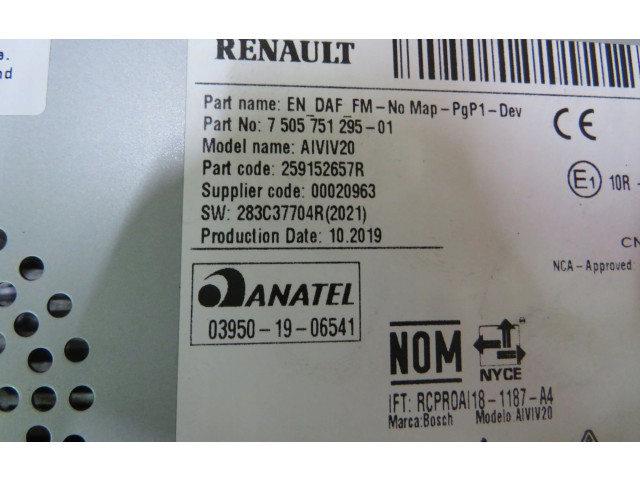 e.
nd
RENAULT
Part name: EN_DAF_FM-No Map-PgP1-Dev
Part No: 7 505 751 295-01
Model name: AIVIV20
Part code: 259152657R
Supplier code: 00020963
SW: 283C37704R(2021)
Production Date: 10.2019
CE
E1 10R -
CN
NCA - Approved
ANATEL
03950-19-06541
NOM
NYCE
IFT: RCPROAI18-1187-A4
Marca:Bosch Modelo:AIVIV20